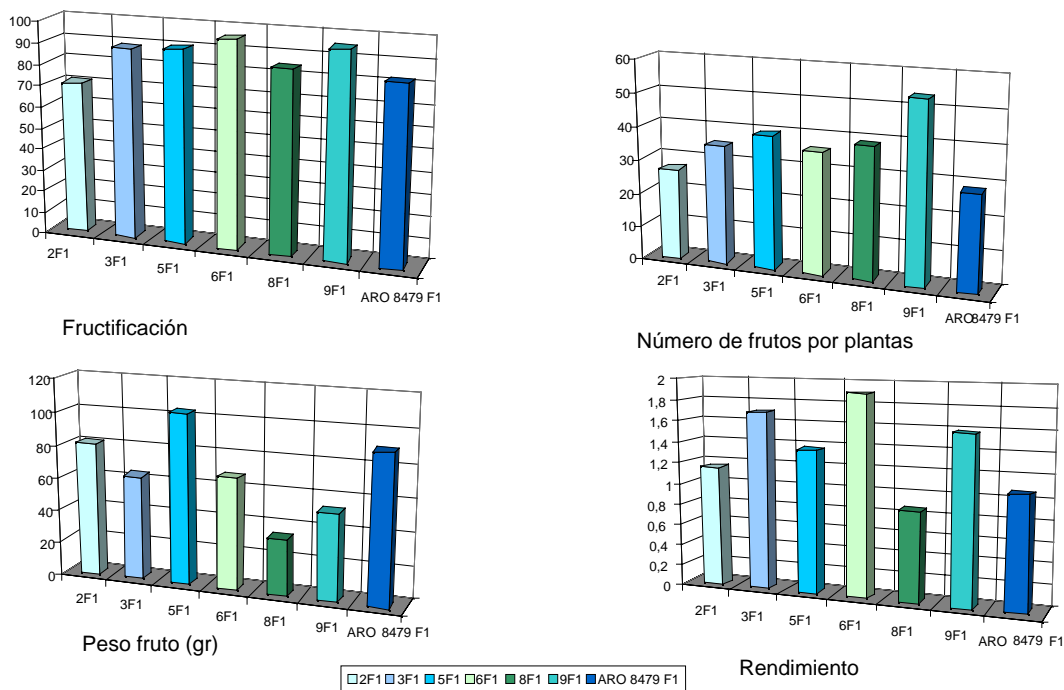 100
90
80
70
60
50
40
30
20
10
0
2F1
3F1
5F1
6F1
8F1
9F1
ARO 8479 F1
Fructificación
60
50
40
30
20
10
0
2F1
3F1
5F1
6F1
8F1
9F1
ARO 8479 F1
Número de frutos por plantas
120
100
80
60
40
20
0
2F1
3F1
5F1
6F1
8F1
9F1
ARO 8479 F1
Peso fruto (gr)
2
1,8
1,6
1,4
1,2
1
0,8
0,6
0,4
0,2
0
2F1
3F1
5F1
6F1
8F1
9F1
ARO 8479 F1
Rendimiento
2F1 3F1 5F1 6F1 8F1 9F1 ARO 8479 F1